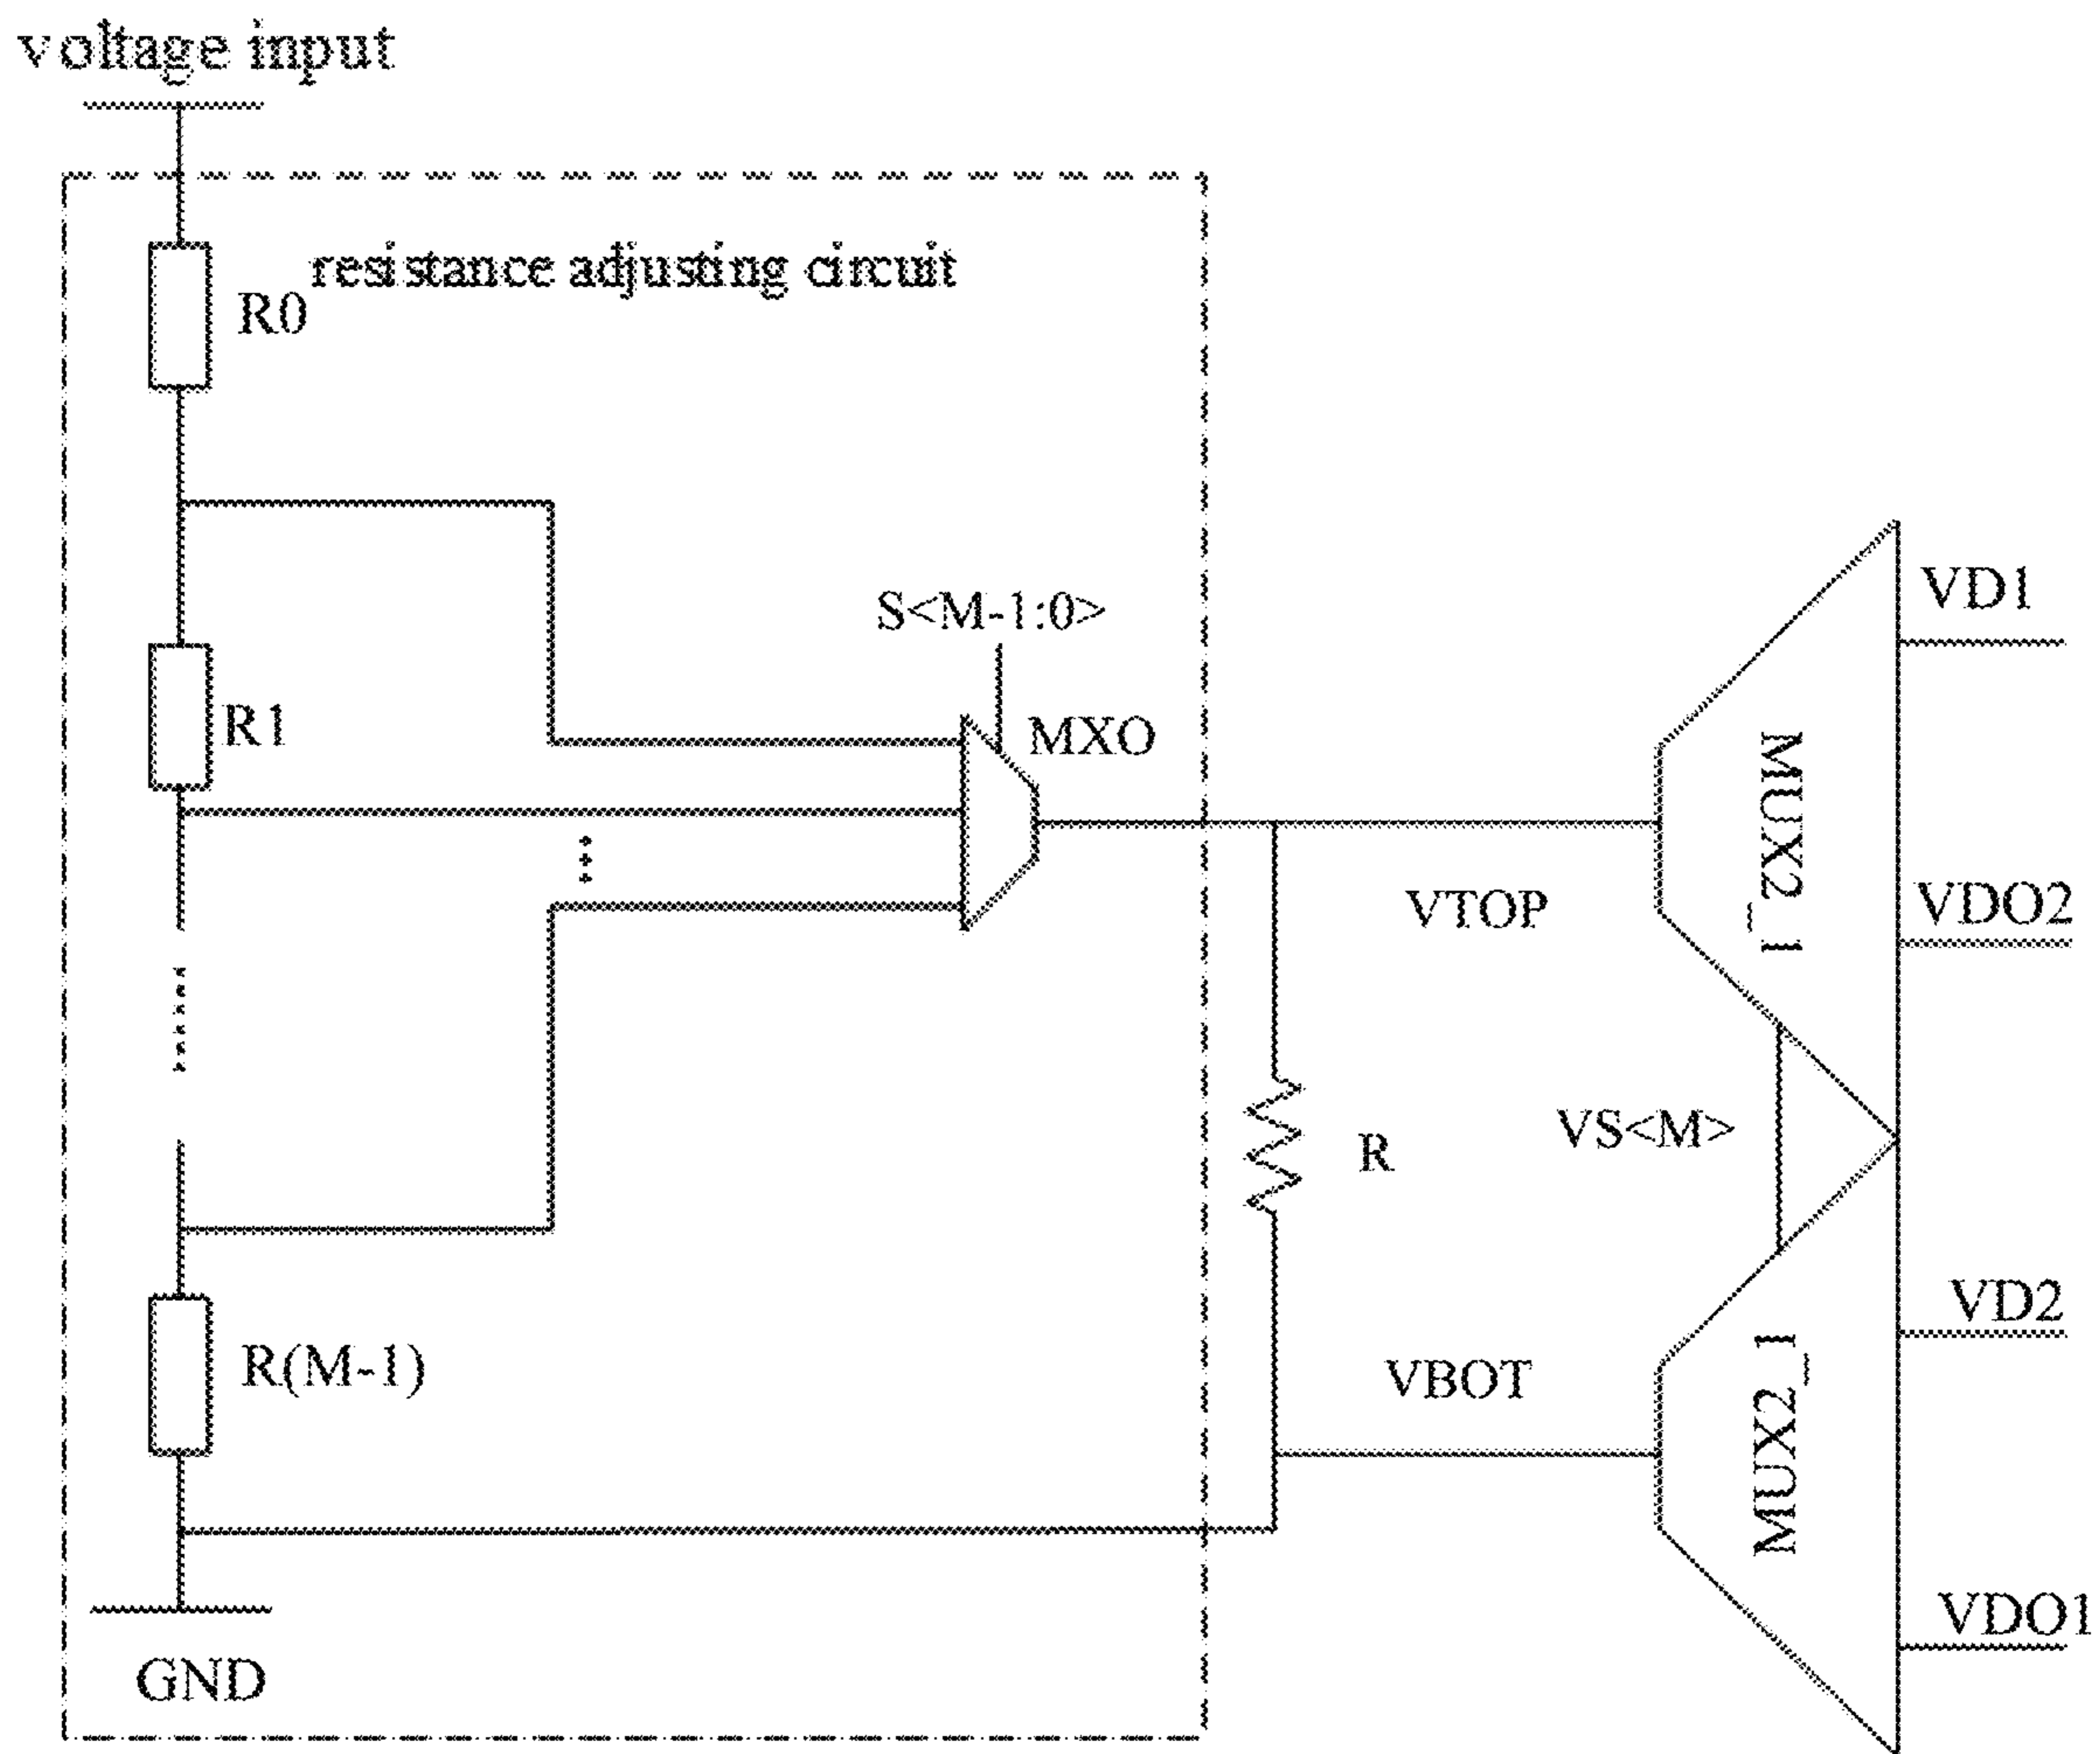 voltage input
resistance adjusting circuit
R0
S<M-1:0>
R1
MXO
VD1
MUX2_1
VTOP
VDO2
VS<M>
R
R(M-1)
VBOT
VD2
MUX2_1
VDO1
GND